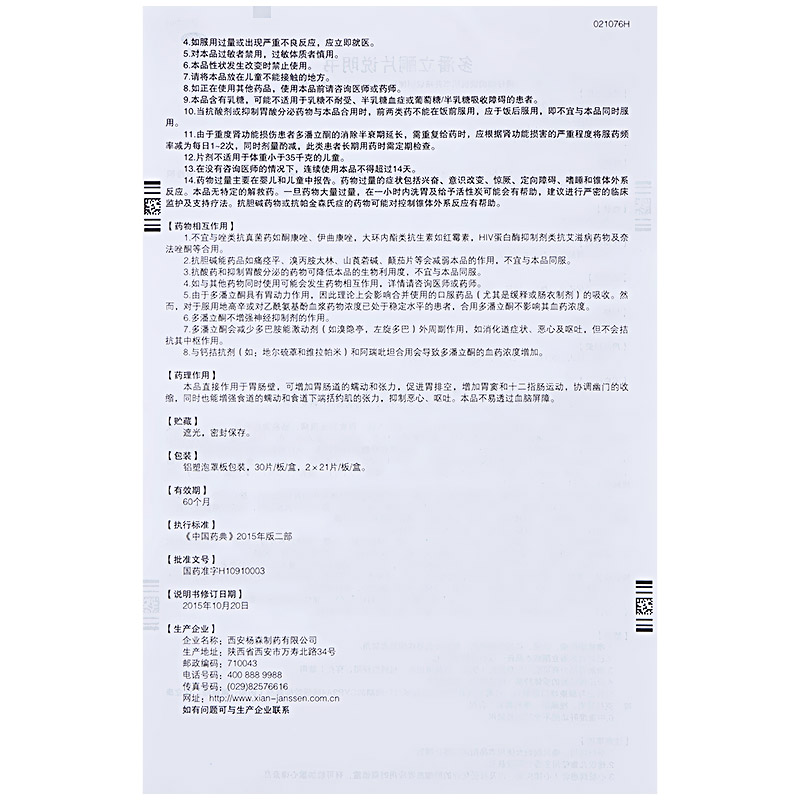 021076H
4.如服用过量或出现严重不良反应，应立即就医。
5.对本品过敏者禁用，过敏体质者慎用。
6.本品性状发生改变时禁止使用。
7.请将本品放在儿童不能接触的地方。
8.如正在使用其他药品，使用本品前请咨询医师或药师。
9.本品含有乳糖，可能不适用于乳糖不耐受、半乳糖血症或葡萄糖/半乳糖吸收障碍的患者。
10.当抗酸剂或抑制胃酸分泌药物与本品合用时，前两类药不能在饭前服用，应于饭后服用，即不宜与本品同时服
用。
11.由于重度肾功能损伤患者多潘立酮的消除半衰期延长，需重复给药时，应根据肾功能损害的严重程度将服药频
率减为每日1~2次，同时剂量酌减，此类患者长期用药时需定期检查。
12.片剂不适用于体重小于35千克的儿童。
13.在没有咨询医师的情况下，连续使用本品不得超过14天。
14.药物过量主要在婴儿和儿童中报告。药物过量的症状包括兴奋、意识改变、惊厥、定向障碍、嗜睡和锥体外系
反应。本品无特定的解救药。一旦药物大量过量，在一小时内洗胃及给予活性炭可能会有帮助，建议进行严密的临床
监护及支持疗法。抗胆碱药物或抗帕金森氏症的药物可能对控制锥体外系反应有帮助。
【药物相互作用】
1.不宜与唑类抗真菌药如酮康唑、伊曲康唑，大环内酯类抗生素如红霉素，HIV蛋白酶抑制剂类抗艾滋病药物及奈
法唑酮等合用。
2.抗胆碱能药品如痛痉平、溴丙胺太林、山莨菪碱、颠茄片等会减弱本品的作用，不宜与本品同服。
3.抗酸药和抑制胃酸分泌的药物可降低本品的生物利用度，不宜与本品同服。
4.如与其他药物同时使用可能会发生药物相互作用，详情请咨询医师或药师。
5.由于多潘立酮具有胃动力作用，因此理论上会影响合并使用的口服药品（尤其是缓释或肠衣制剂）的吸收。然
而，对于服用地高辛或对乙酰氨基酚血浆药物浓度已处于稳定水平的患者，合用多潘立酮不影响其血药浓度。
6.多潘立酮不增强神经抑制剂的作用。
7.多潘立酮会减少多巴胺能激动剂（如溴隐亭，左旋多巴）外周副作用，如消化道症状、恶心及呕吐，但不会拮
抗其中枢作用。
8.与钙拮抗剂（如：地尔硫䓬和维拉帕米）和阿瑞吡坦合用会导致多潘立酮的血药浓度增加。
【药理作用】
本品直接作用于胃肠壁，可增加胃肠道的蠕动和张力，促进胃排空，增加胃窦和十二指肠运动，协调幽门的收
缩，同时也能增强食道的蠕动和食道下端括约肌的张力，抑制恶心、呕吐。本品不易透过血脑屏障。
【贮藏】
遮光，密封保存。
【包装】
铝塑泡罩板包装，30片/板/盒，2×21片/板/盒。
【有效期】
60个月
【执行标准】
《中国药典》2015年版二部
【批准文号】
国药准字H10910003
【说明书修订日期】
2015年10月20日
【生产企业】
企业名称：西安杨森制药有限公司
生产地址：陕西省西安市万寿北路34号
邮政编码：710043
电话号码：400 888 9988
传真号码：(029)82576616
网址：http://www.xian-janssen.com.cn
如有问题可与生产企业联系